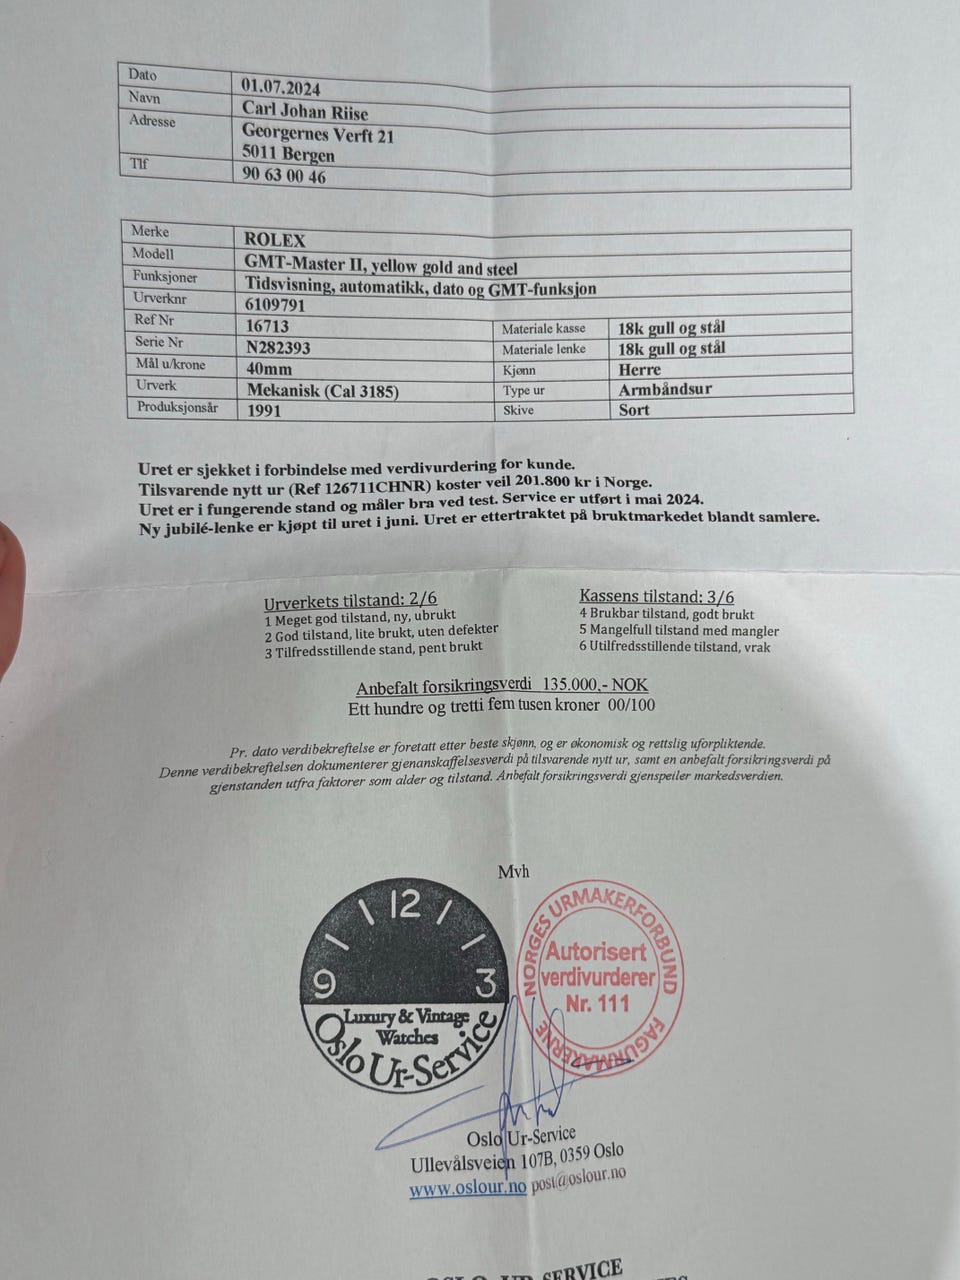 Dato 01.07.2024
Navn Carl Johan Riise
Adresse Georgernes Verft 21
5011 Bergen
Tlf 90 63 00 46
Merke ROLEX
Modell GMT-Master II, yellow gold and steel
Funksjoner Tidsvisning, automatikk, dato og GMT-funksjon
Urverknr 6109791
Ref Nr 16713 Materiale kasse 18k gull og stål
Serie Nr N282393 Materiale lenke 18k gull og stål
Mål u/krone 40mm Kjønn Herre
Urverk Mekanisk (Cal 3185) Type ur Armbåndsur
Produksjonsår 1991 Skive Sort
Uret er sjekket i forbindelse med verdivurdering for kunde.
Tilsvarende nytt ur (Ref 126711CHNR) koster veil 201.800 kr i Norge.
Uret er i fungerende stand og måler bra ved test. Service er utført i mai 2024.
Ny jubilé-lenke er kjøpt til uret i juni. Uret er ettertraktet på bruktmarkedet blandt samlere.
Urverkets tilstand: 2/6
1 Meget god tilstand, ny, ubrukt
2 God tilstand, lite brukt, uten defekter
3 Tilfredsstillende stand, pent brukt
Kassens tilstand: 3/6
4 Brukbar tilstand, godt brukt
5 Mangelfull tilstand med mangler
6 Utilfredsstillende tilstand, vrak
Anbefalt forsikringsverdi 135.000,- NOK
Ett hundre og tretti fem tusen kroner 00/100
Pr. dato verdibekreftelse er foretatt etter beste skjønn, og er økonomisk og rettslig uforpliktende.
Denne verdibekreftelsen dokumenterer gjenanskaffelsesverdi på tilsvarende nytt ur, samt en anbefalt forsikringsverdi på
gjenstanden utfra faktorer som alder og tilstand. Anbefalt forsikringsverdi gjenspeiler markedsverdien.
Mvh
12
9 3
Luxury & Vintage
Watches
Oslo Ur-Service
NORGES URMAKERFORBUND
Autorisert
verdivurderer
Nr. 111
FAGURMAKERNE
Oslo Ur-Service
Ullevålsveien 107B, 0359 Oslo
www.oslour.no post@oslour.no
OSLO UR-SERVICE